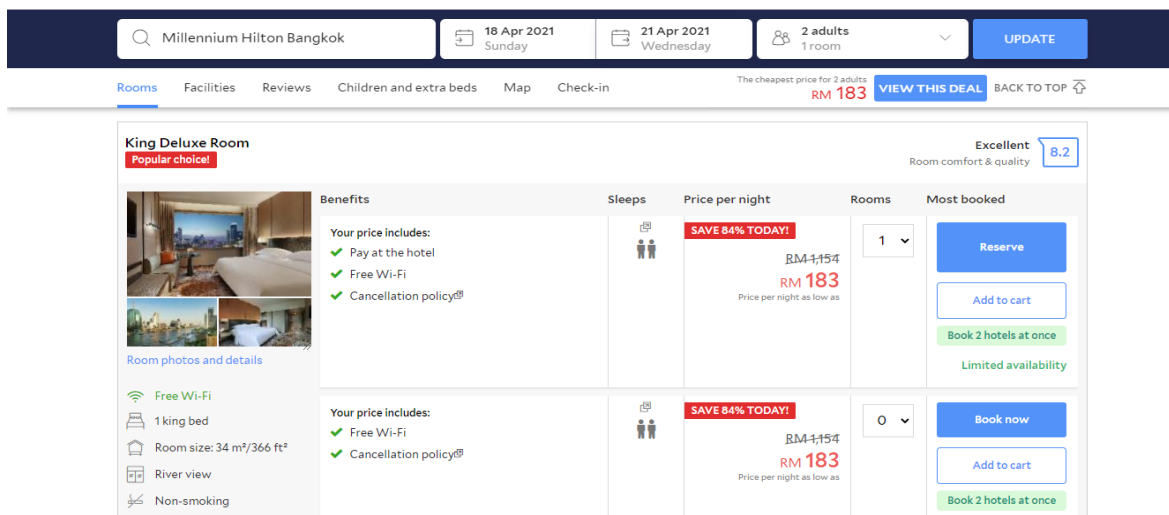 Millennium Hilton Bangkok
18 Apr 2021
Sunday
21 Apr 2021
Wednesday
2 adults
1 room
UPDATE
Rooms Facilities Reviews Children and extra beds Map Check-in
The cheapest price for 2 adults
RM 183
VIEW THIS DEAL
BACK TO TOP
King Deluxe Room
Popular choice!
Excellent
Room comfort & quality
8.2
Benefits Sleeps Price per night Rooms Most booked
Your price includes:
Pay at the hotel
Free Wi-Fi
Cancellation policy
SAVE 84% TODAY!
RM 1,154
RM 183
Price per night as low as
1
Reserve
Add to cart
Book 2 hotels at once
Limited availability
Room photos and details
Free Wi-Fi
1 king bed
Room size: 34 m²/366 ft²
River view
Non-smoking
Your price includes:
Free Wi-Fi
Cancellation policy
SAVE 84% TODAY!
RM 1,154
RM 183
Price per night as low as
0
Book now
Add to cart
Book 2 hotels at once